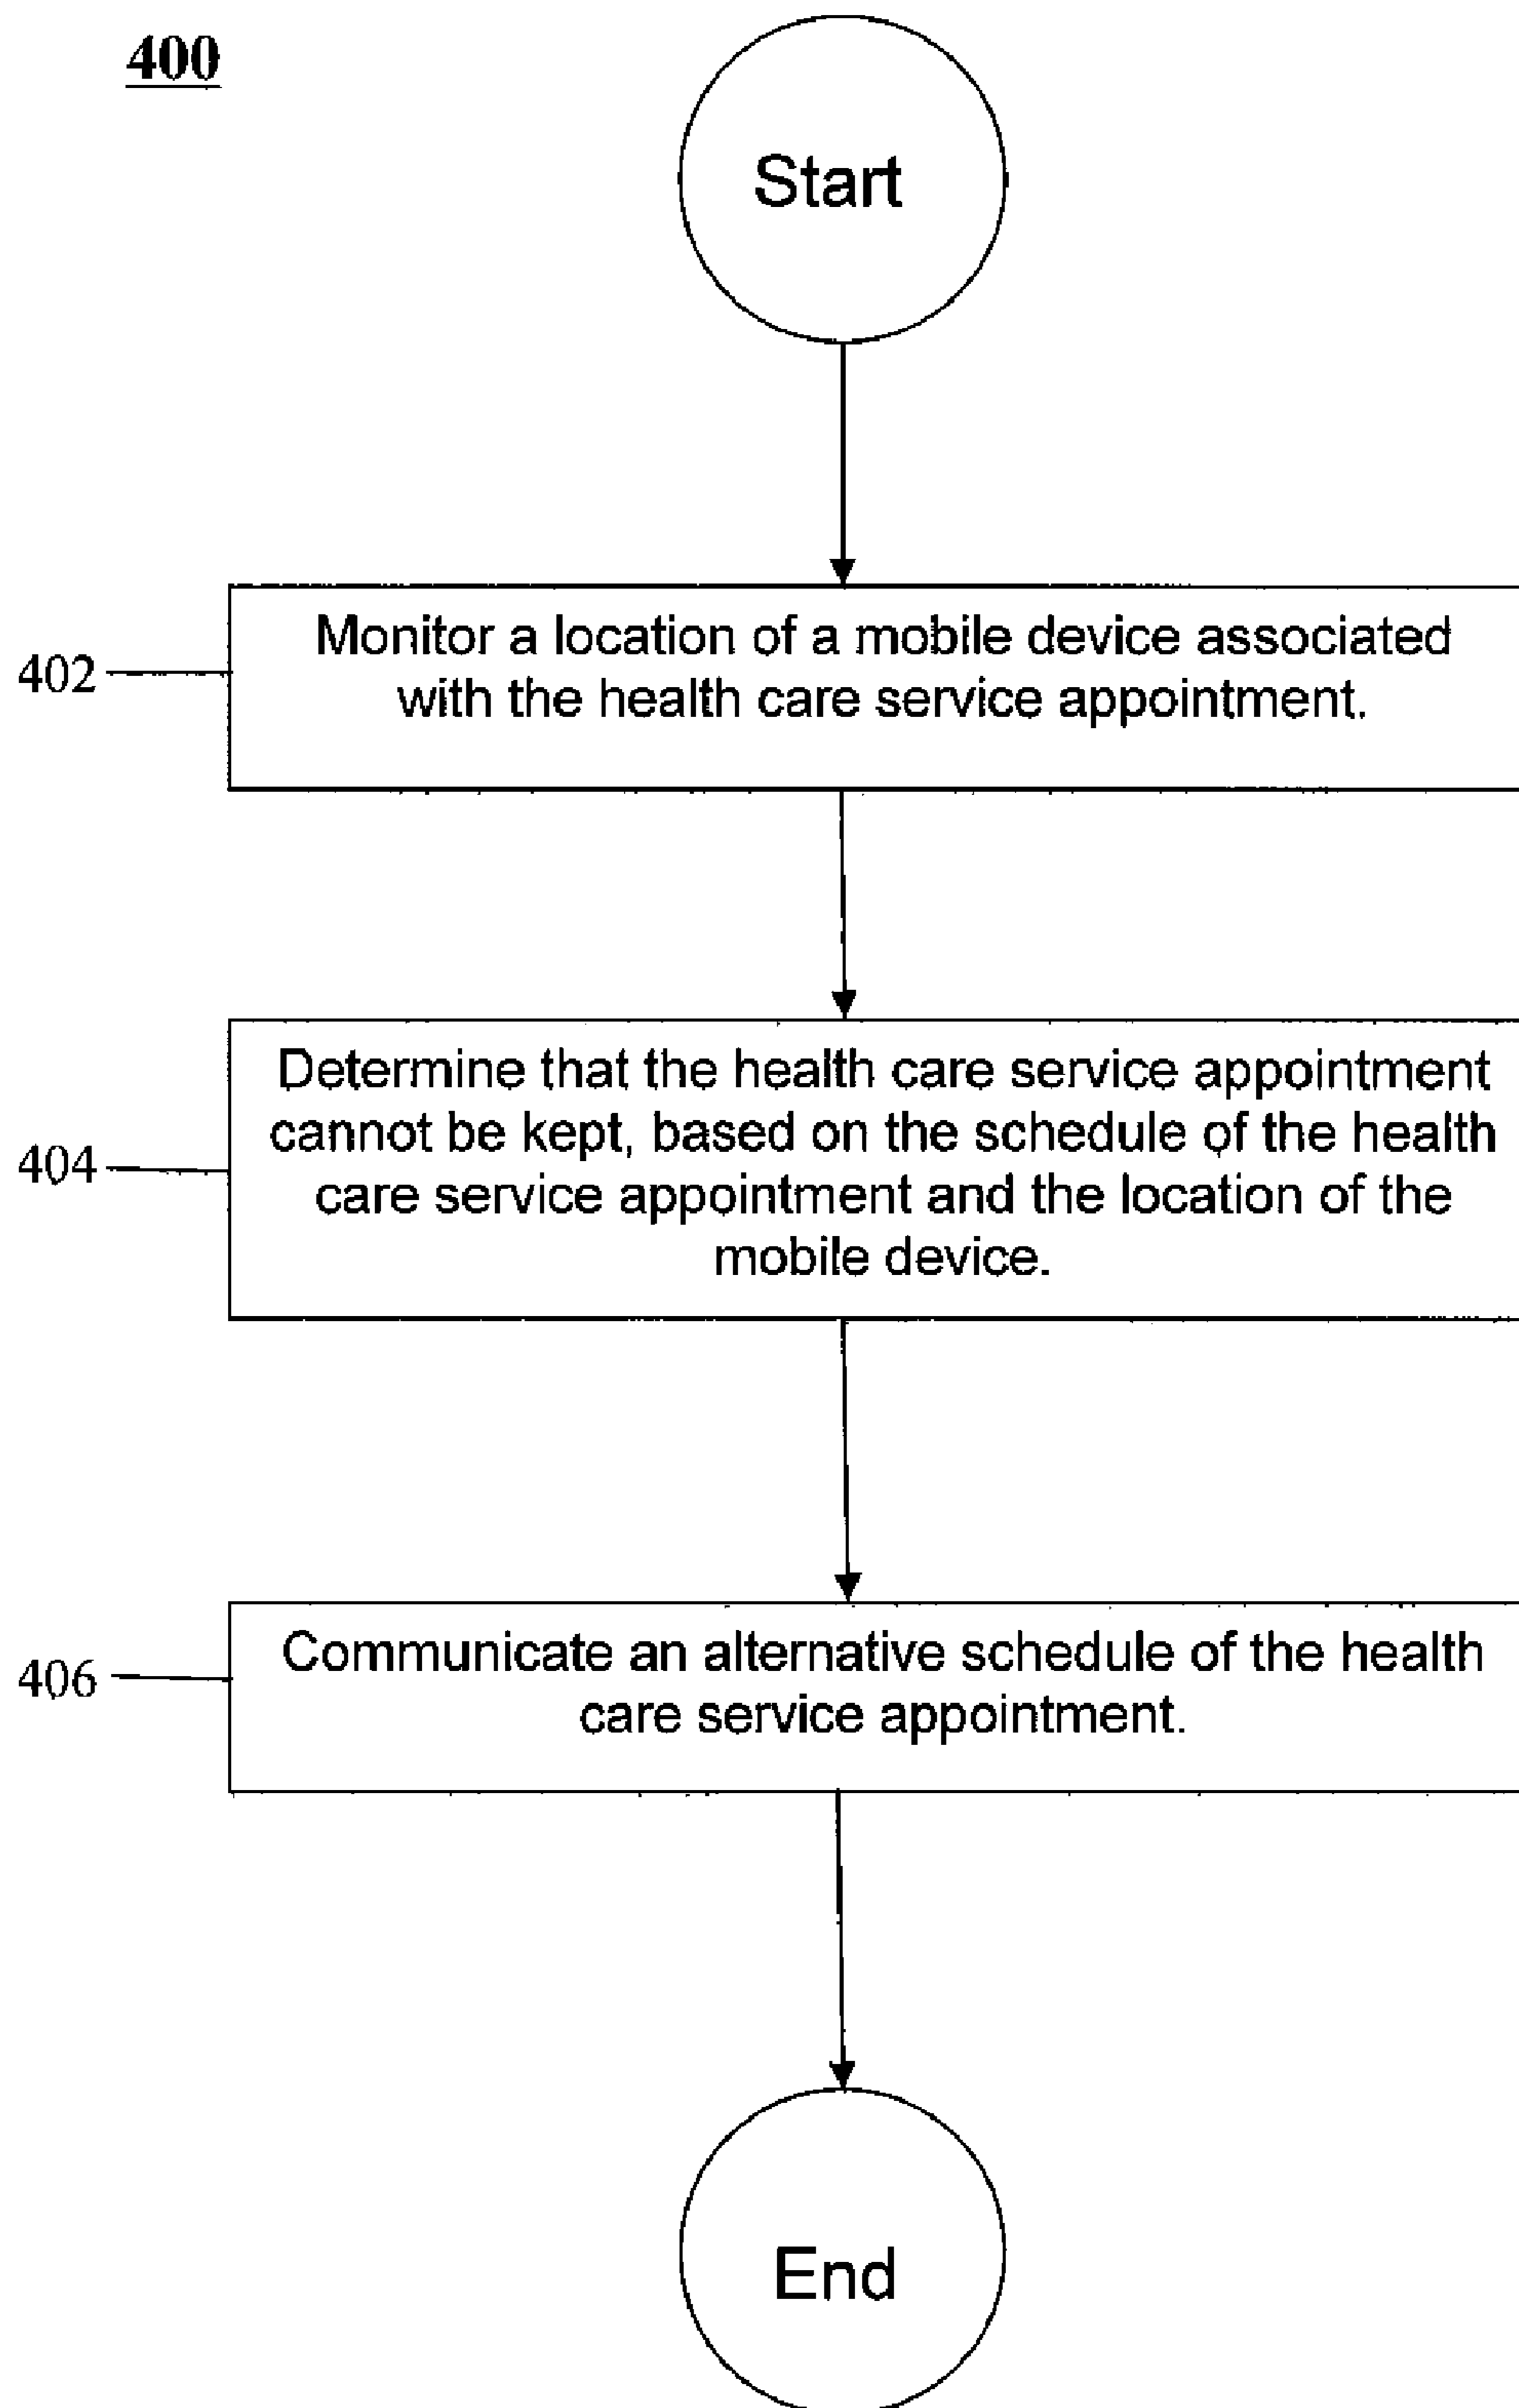 400
Start
402
Monitor a location of a mobile device associated
with the health care service appointment.
404
Determine that the health care service appointment
cannot be kept, based on the schedule of the health
care service appointment and the location of the
mobile device.
406
Communicate an alternative schedule of the health
care service appointment.
End